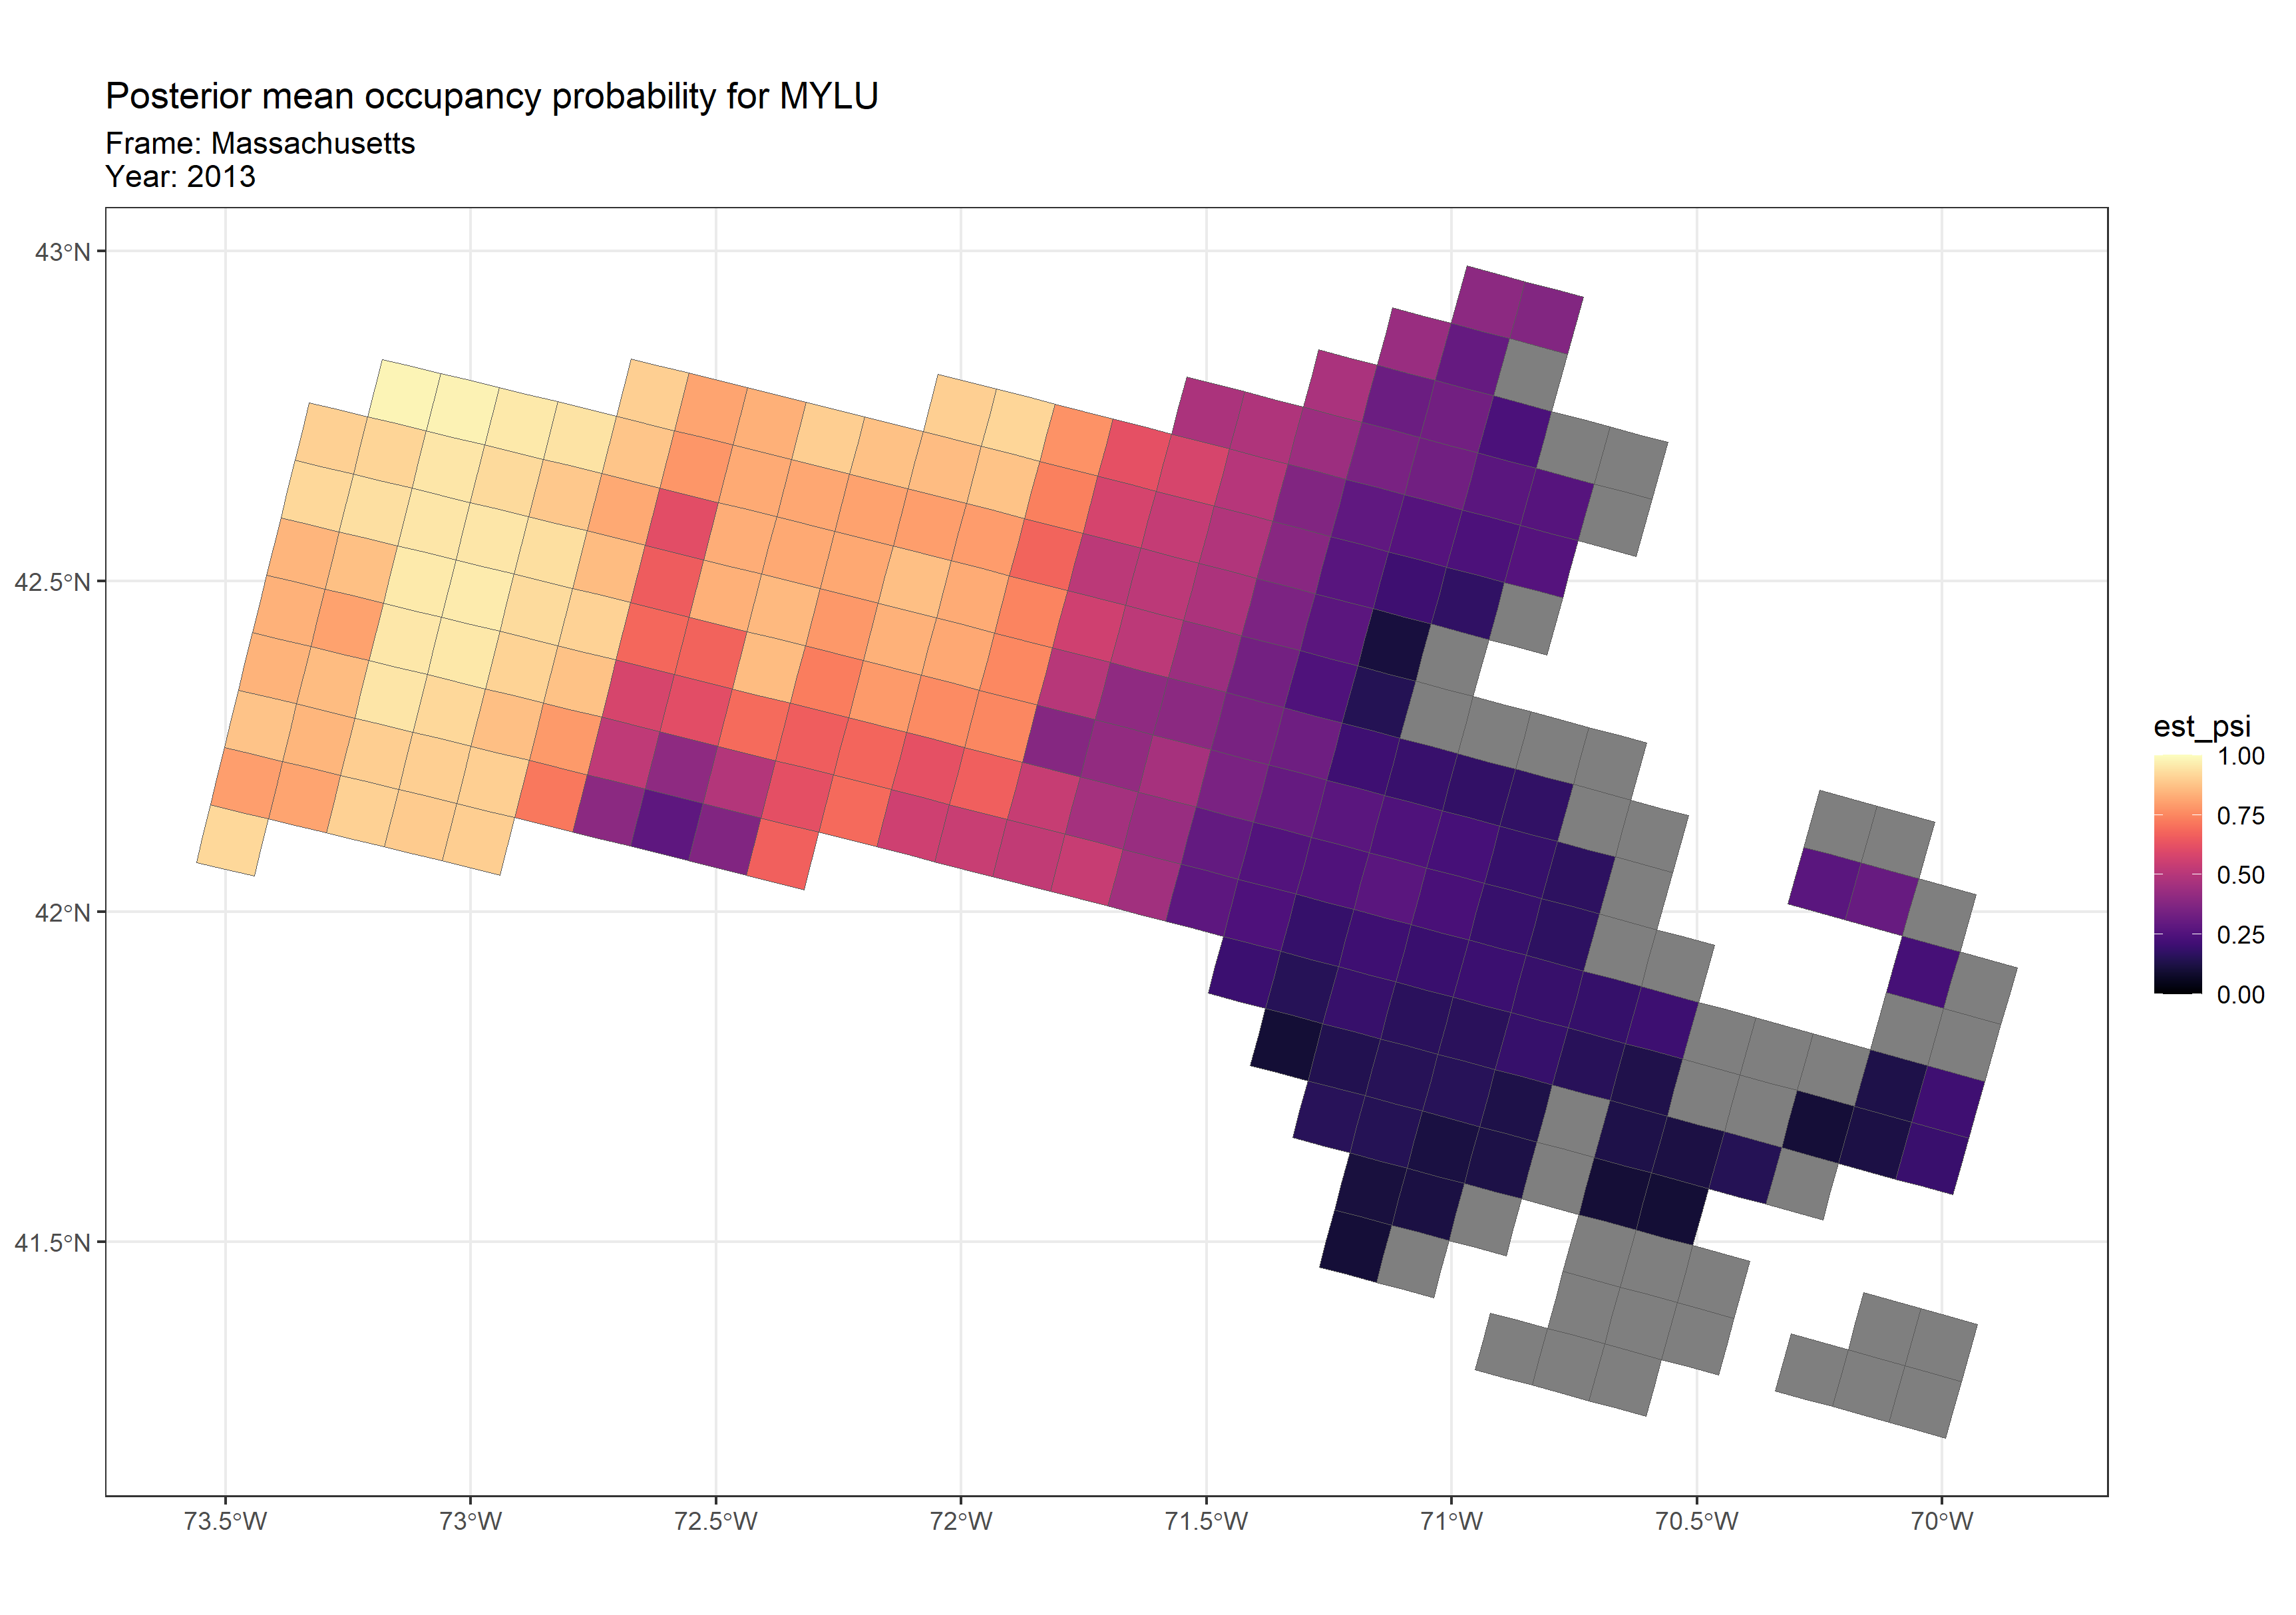 Posterior mean occupancy probability for MYLU
Frame: Massachusetts
Year: 2013
43°N
42.5°N
42°N
41.5°N
73.5°W
73°W
72.5°W
72°W
71.5°W
71°W
70.5°W
70°W
est_psi
1.00
0.75
0.50
0.25
0.00